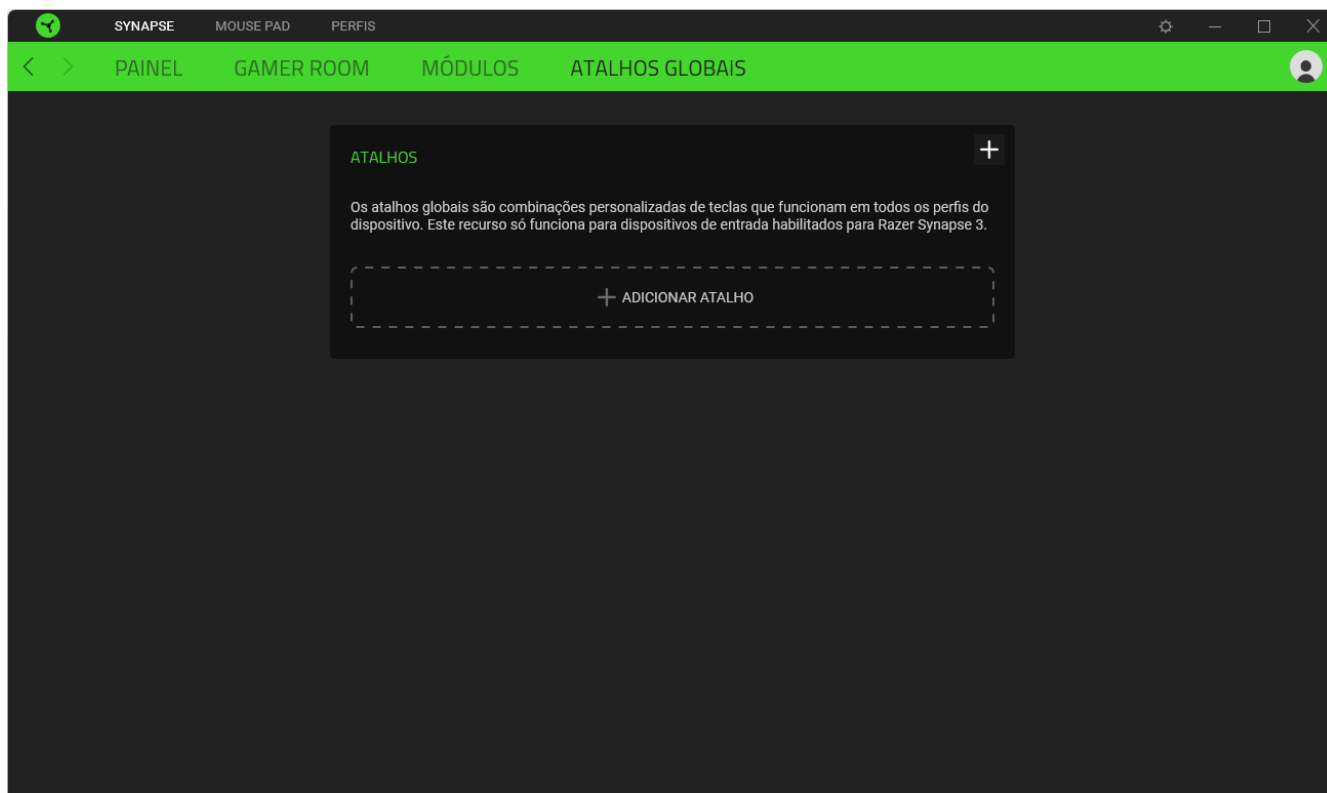 SYNAPSE MOUSE PAD PERFIS
PAINEL GAMER ROOM MÓDULOS ATALHOS GLOBAIS
ATALHOS
Os atalhos globais são combinações personalizadas de teclas que funcionam em todos os perfis do
dispositivo. Este recurso só funciona para dispositivos de entrada habilitados para Razer Synapse 3.
ADICIONAR ATALHO